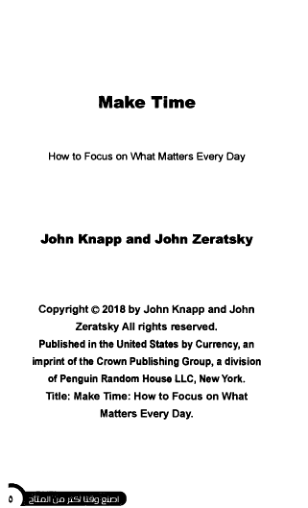 Make Time
How to Focus on What Matters Every Day
John Knapp and John Zeratsky
Copyright © 2018 by John Knapp and John
Zeratsky All rights reserved.
Published in the United States by Currency, an
imprint of the Crown Publishing Group, a division
of Penguin Random House LLC, New York.
Title: Make Time: How to Focus on What
Matters Every Day.
٥ اصنع وقتا اكثر من المتاح